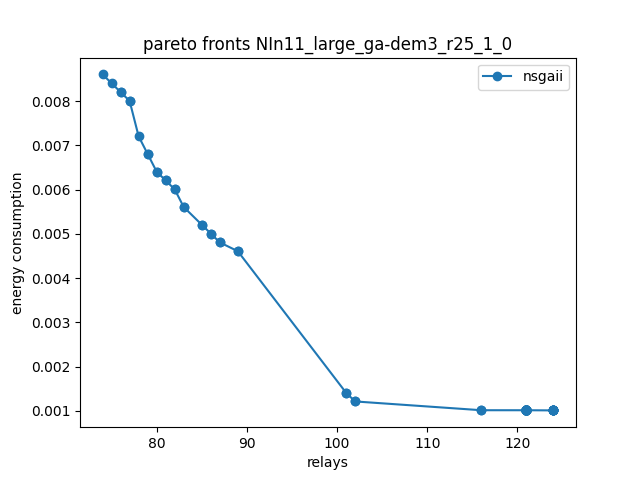 pareto fronts NIn11_large_ga-dem3_r25_1_0
nsgaii
0.008
0.007
0.006
0.005
0.004
0.003
0.002
0.001
energy consumption
80 90 100 110 120
relays